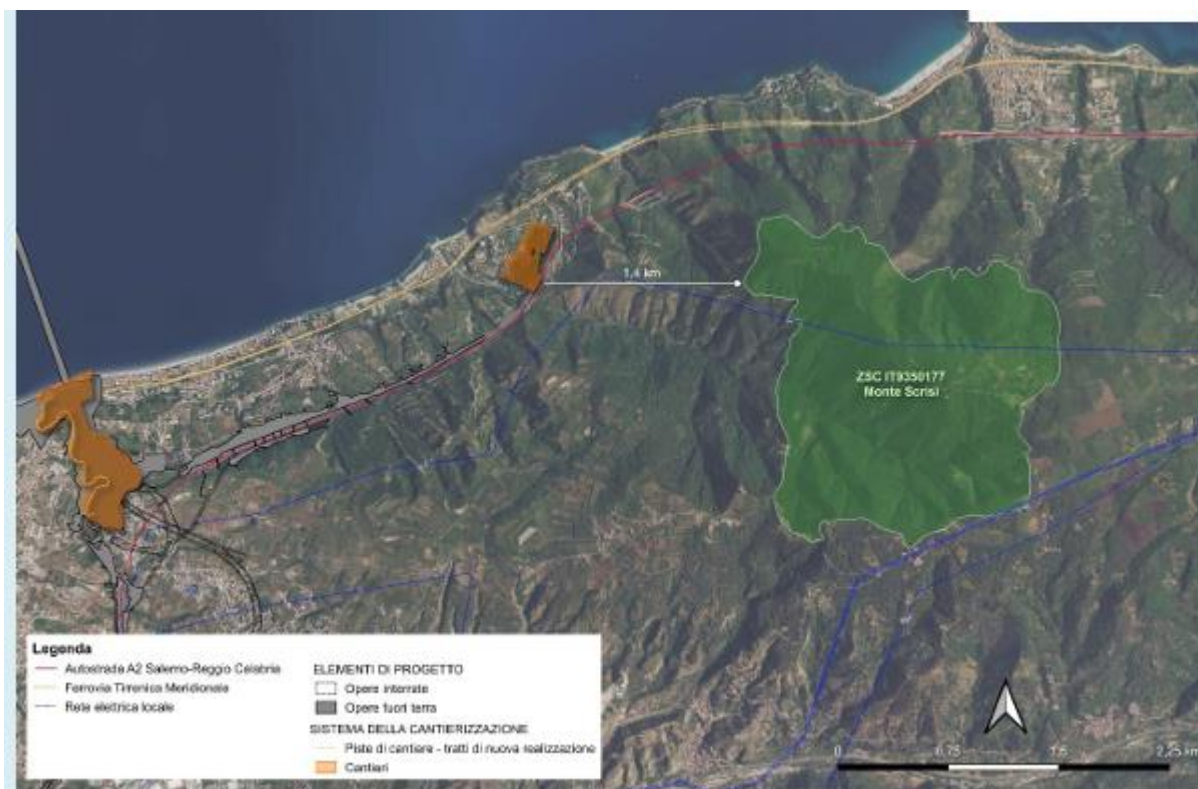 1,4 km
ZSC IT9350177
Monte Scrisi
Legenda
Autostrada A2 Salerno-Reggio Calabria
Ferrovia Tirrenica Meridionale
Rete elettrica locale
ELEMENTI DI PROGETTO
Opere interrate
Opere fuori terra
SISTEMA DELLA CANTIERIZZAZIONE
Piste di cantiere - tratti di nuova realizzazione
Cantieri
0 0,75 1,5 2,25 km